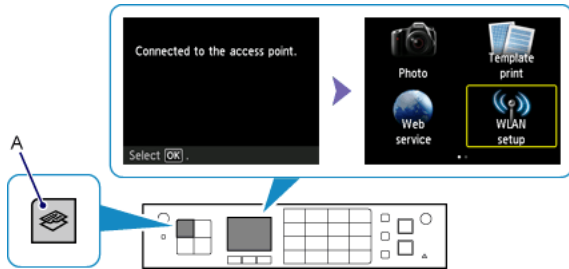 Connected to the access point.
Select OK .
Photo
Template
print
Web
service
WLAN
setup
A